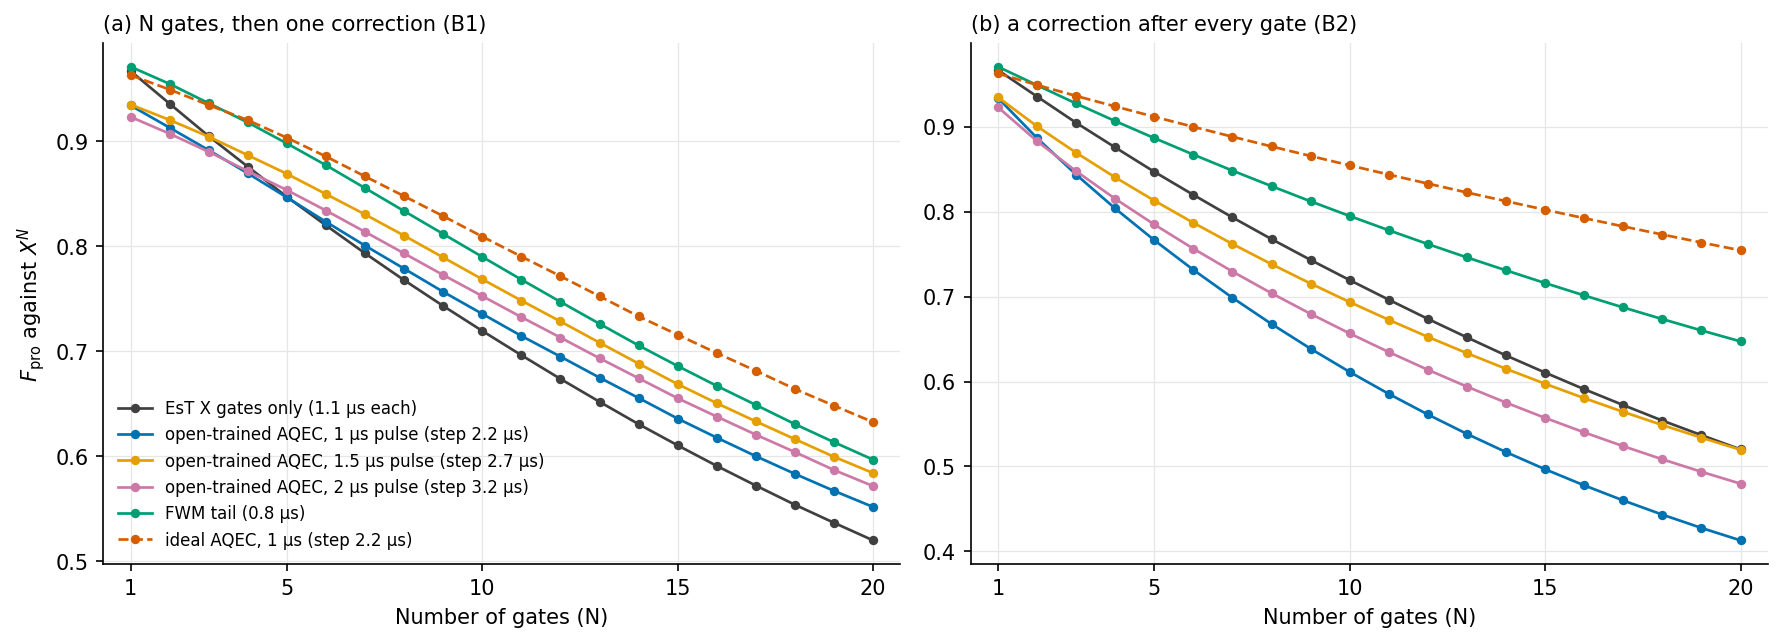 (a) N gates, then one correction (B1)
F_pro against X^N
0.9
0.8
0.7
0.6
0.5
EsT X gates only (1.1 µs each)
open-trained AQEC, 1 µs pulse (step 2.2 µs)
open-trained AQEC, 1.5 µs pulse (step 2.7 µs)
open-trained AQEC, 2 µs pulse (step 3.2 µs)
FWM tail (0.8 µs)
ideal AQEC, 1 µs (step 2.2 µs)
1 5 10 15 20
Number of gates (N)
(b) a correction after every gate (B2)
0.9
0.8
0.7
0.6
0.5
0.4
1 5 10 15 20
Number of gates (N)